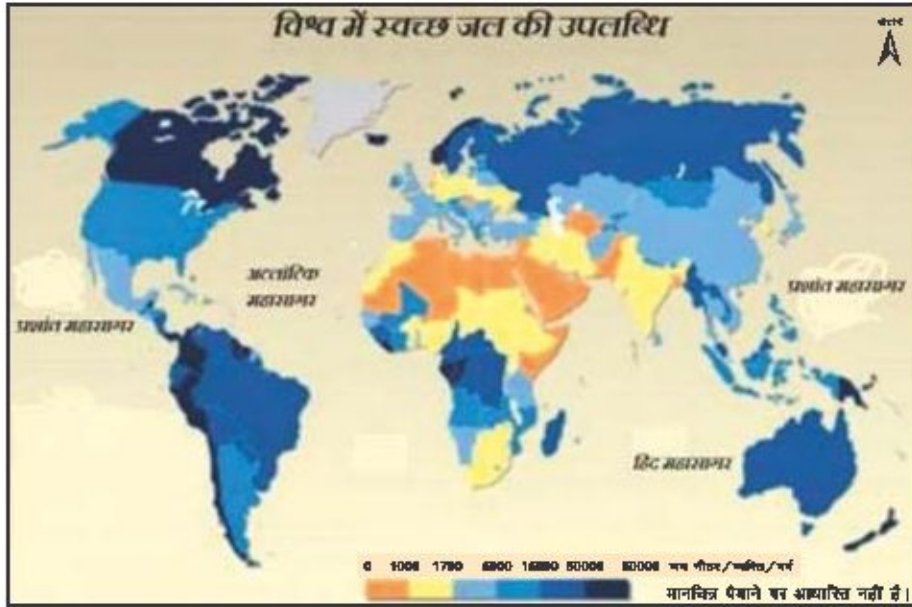 विश्व में स्वच्छ जल की उपलब्धि
अटलांटिक
महासागर
प्रशांत महासागर
प्रशांत महासागर
हिंद महासागर
0 1000 1700 50000
मानचित्र पैमाने पर आधारित नहीं है।